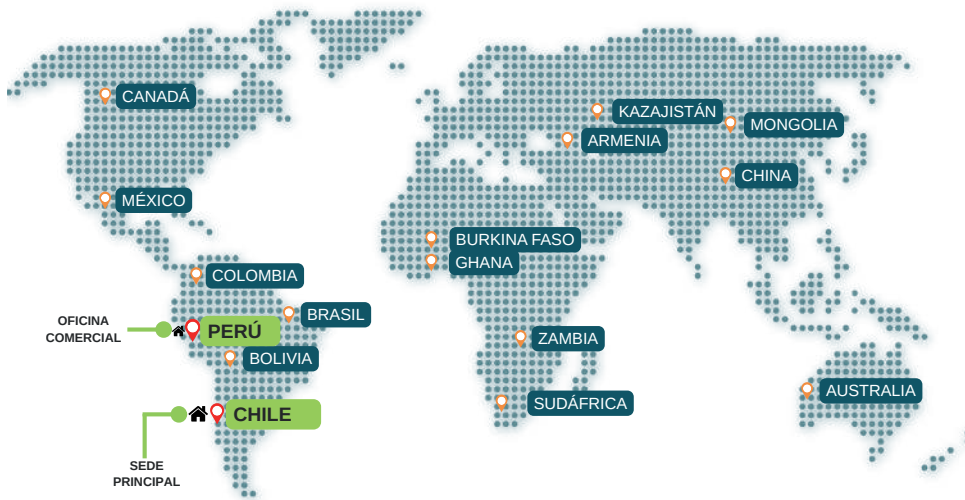 CANADÁ
KAZAJISTÁN
MONGOLIA
ARMENIA
CHINA
MÉXICO
BURKINA FASO
GHANA
COLOMBIA
BRASIL
OFICINA
COMERCIAL
PERÚ
ZAMBIA
BOLIVIA
AUSTRALIA
SUDÁFRICA
CHILE
SEDE
PRINCIPAL